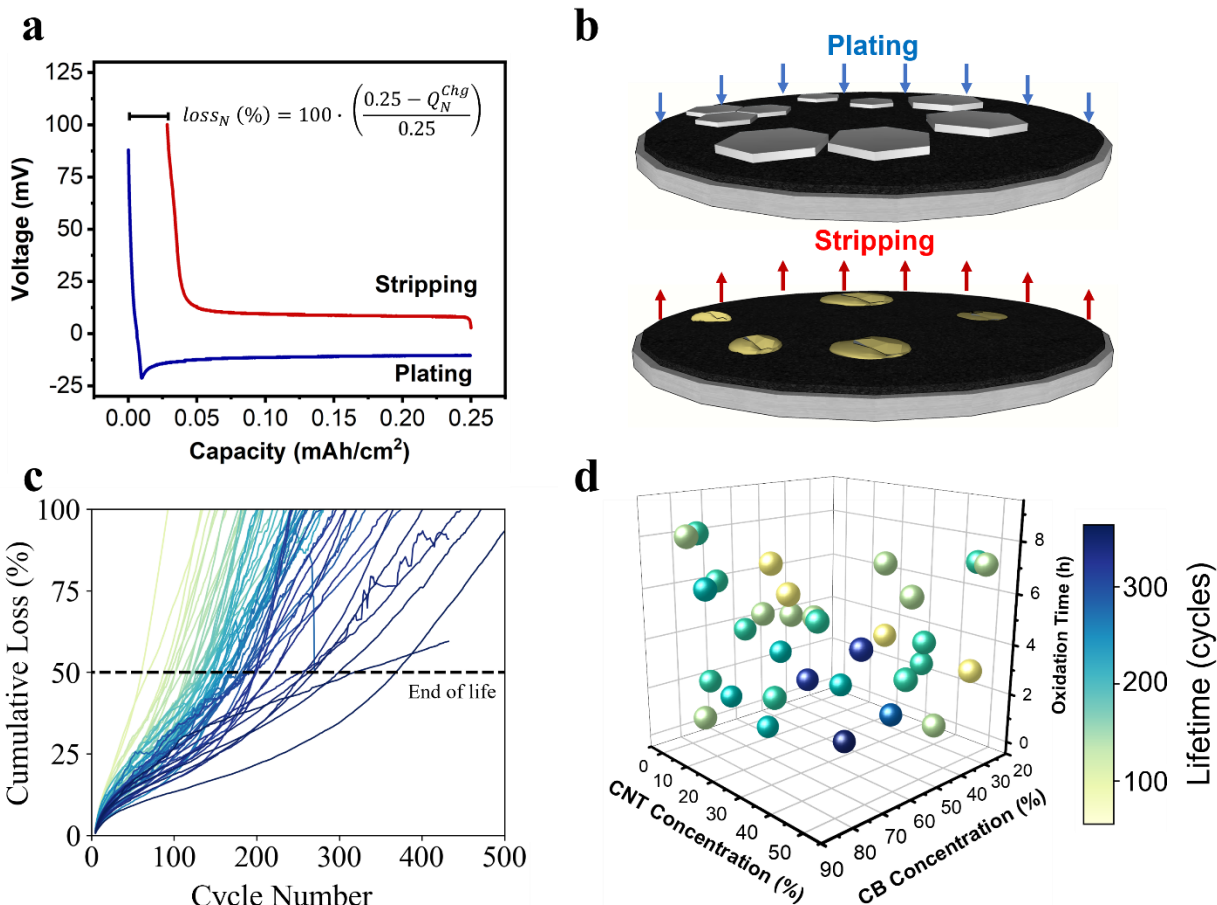 a
125
100
75
50
25
0
-25
Voltage (mV)
loss_N (%) = 100 · ((0.25 − Q_N^Chg) / 0.25)
Stripping
Plating
0.00 0.05 0.10 0.15 0.20 0.25
Capacity (mAh/cm²)
b
Plating
Stripping
c
100
75
50
25
0
Cumulative Loss (%)
End of life
0 100 200 300 400 500
Cycle Number
d
8
6
4
2
0
Oxidation Time (h)
0 10 20 30 40 50
CNT Concentration (%)
90 80 70 60 50 40 30 20
CB Concentration (%)
300
200
100
Lifetime (cycles)